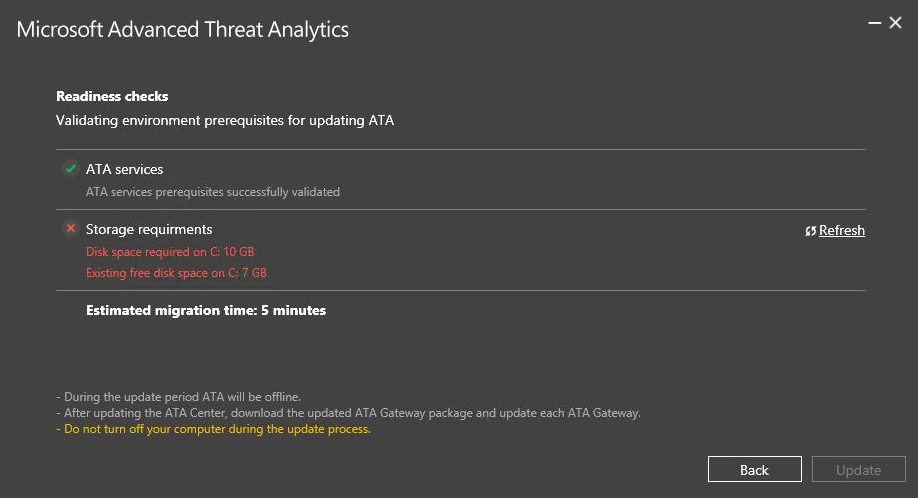 Microsoft Advanced Threat Analytics
Readiness checks
Validating environment prerequisites for updating ATA
ATA services
ATA services prerequisites successfully validated
Storage requirments
Refresh
Disk space required on C: 10 GB
Existing free disk space on C: 7 GB
Estimated migration time: 5 minutes
- During the update period ATA will be offline.
- After updating the ATA Center, download the updated ATA Gateway package and update each ATA Gateway.
- Do not turn off your computer during the update process.
Back
Update